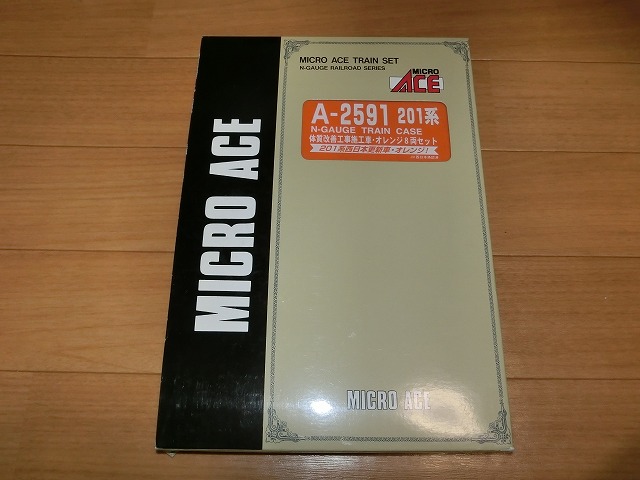 MICRO ACE
MICRO ACE TRAIN SET
N-GAUGE RAILROAD SERIES
MICRO
ACE
A-2591 201系
N-GAUGE TRAIN CASE
体質改善工事施工車・オレンジ8両セット
201系西日本更新車・オレンジ!
MICRO ACE